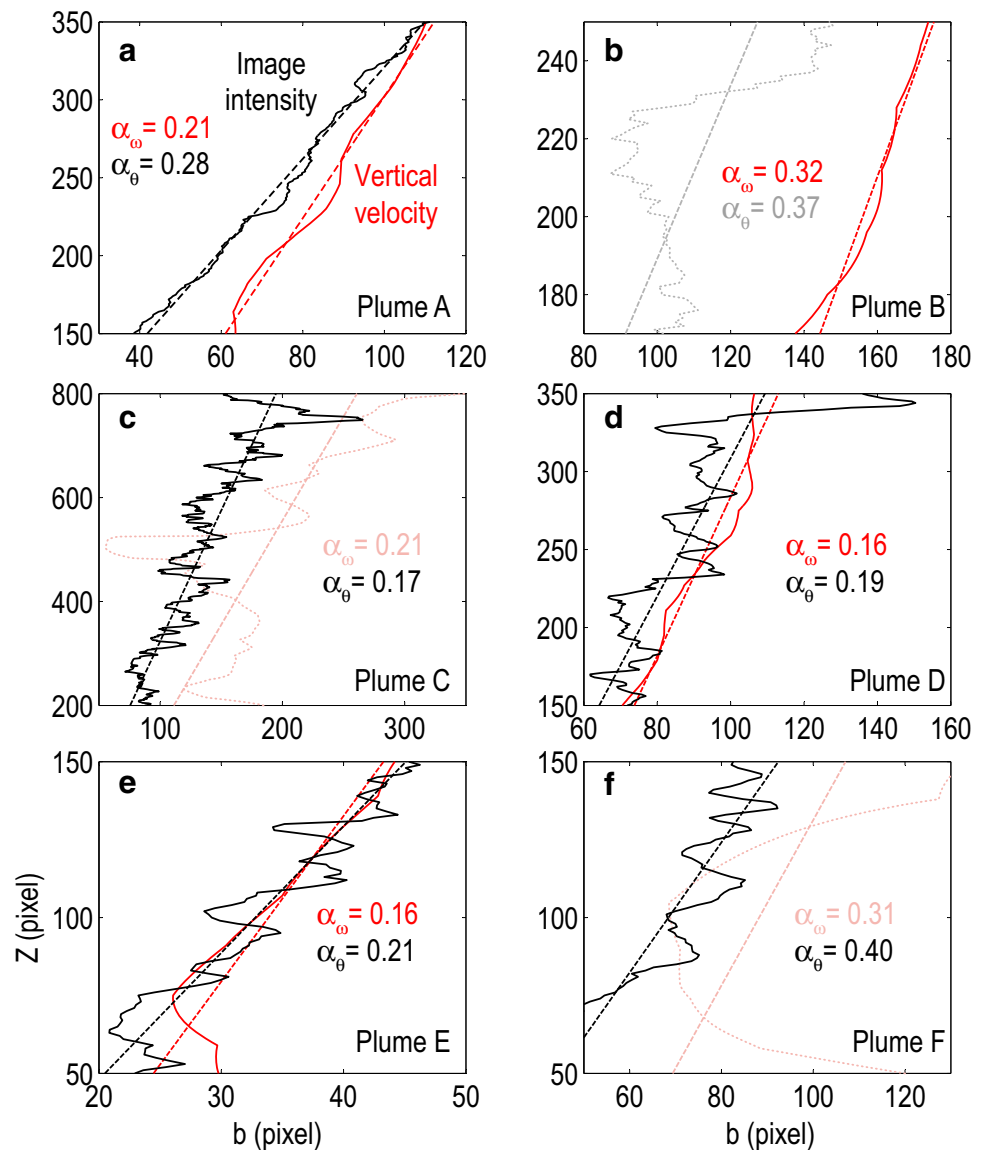 a
Image
intensity
α_ω = 0.21
α_θ = 0.28
Vertical
velocity
Plume A
350
300
250
200
150
40 60 80 100 120
b
α_ω = 0.32
α_θ = 0.37
Plume B
240
220
200
180
80 100 120 140 160 180
c
α_ω = 0.21
α_θ = 0.17
Plume C
800
600
400
200
100 200 300
d
α_ω = 0.16
α_θ = 0.19
Plume D
350
300
250
200
150
60 80 100 120 140 160
e
α_ω = 0.16
α_θ = 0.21
Plume E
150
100
50
20 30 40 50
Z (pixel)
b (pixel)
f
α_ω = 0.31
α_θ = 0.40
Plume F
150
100
50
60 80 100 120
b (pixel)